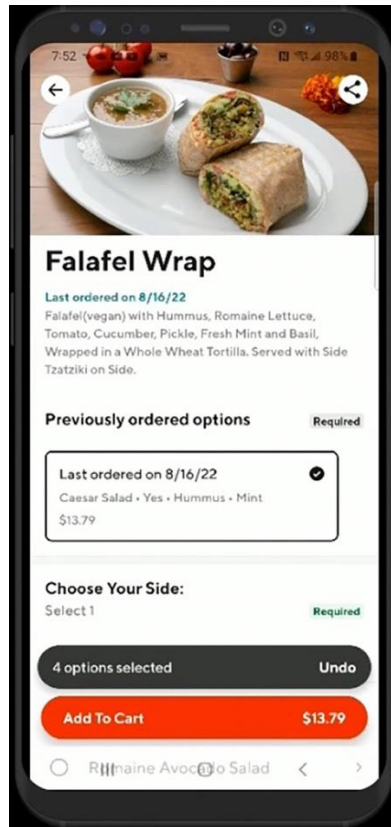 7:52
98%
Falafel Wrap
Last ordered on 8/16/22
Falafel(vegan) with Hummus, Romaine Lettuce,
Tomato, Cucumber, Pickle, Fresh Mint and Basil,
Wrapped in a Whole Wheat Tortilla. Served with Side
Tzatziki on Side.
Previously ordered options Required
Last ordered on 8/16/22
Caesar Salad • Yes • Hummus • Mint
$13.79
Choose Your Side:
Select 1 Required
4 options selected Undo
Add To Cart $13.79
Romaine Avocado Salad